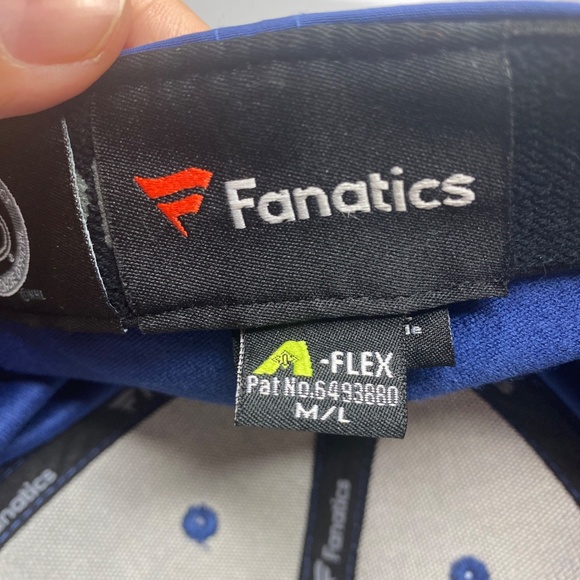 Fanatics
A-FLEX
Pat No.6493880
M/L
Fanatics
Fanatics